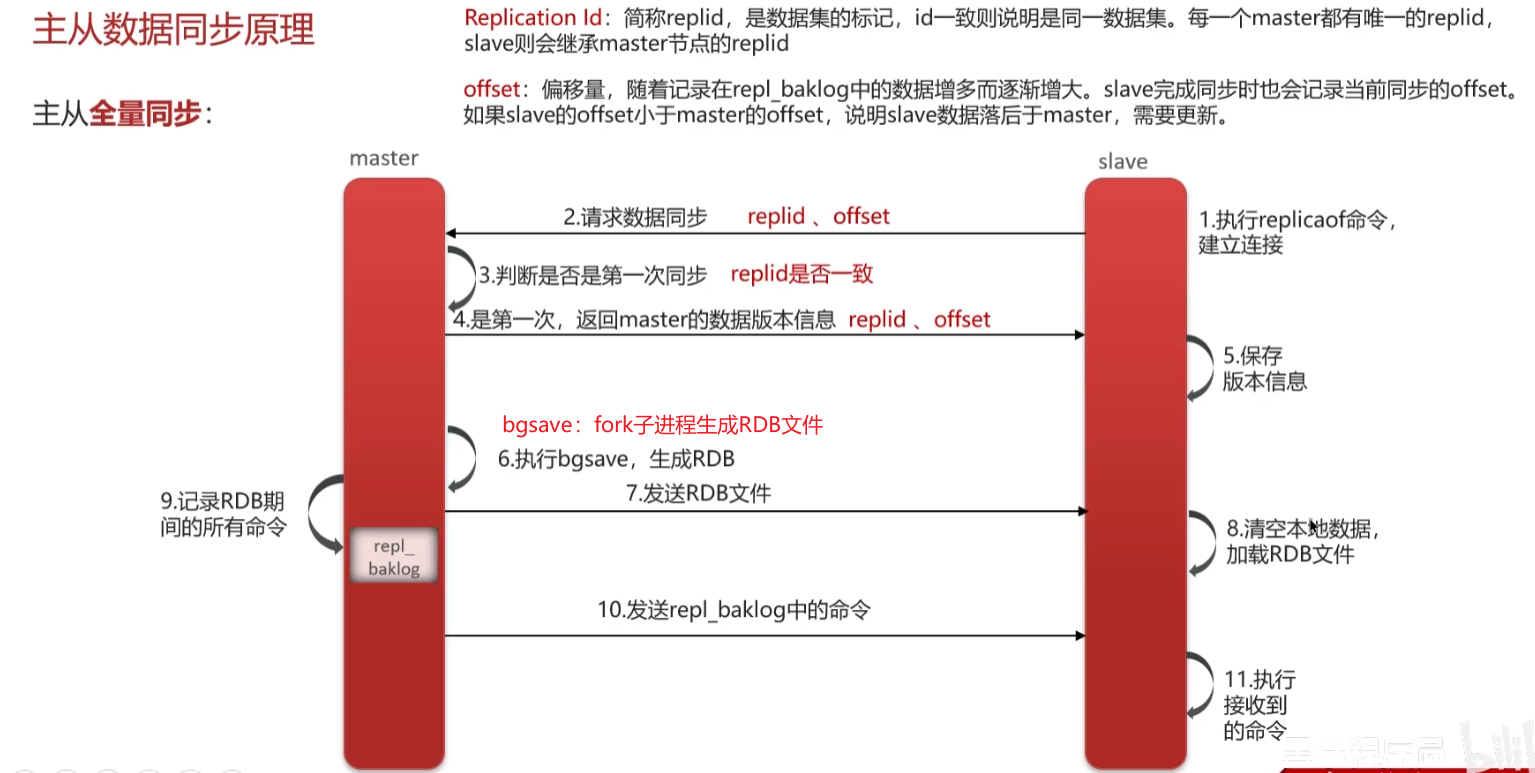 主从数据同步原理
Replication Id：简称replid，是数据集的标记，id一致则说明是同一数据集。每一个master都有唯一的replid，
slave则会继承master节点的replid
offset：偏移量，随着记录在repl_baklog中的数据增多而逐渐增大。slave完成同步时也会记录当前同步的offset。
如果slave的offset小于master的offset，说明slave数据落后于master，需要更新。
主从全量同步：
master
slave
1.执行replicaof命令，
建立连接
2.请求数据同步 replid 、offset
3.判断是否是第一次同步 replid是否一致
4.是第一次，返回master的数据版本信息 replid 、offset
5.保存
版本信息
bgsave：fork子进程生成RDB文件
6.执行bgsave，生成RDB
7.发送RDB文件
8.清空本地数据，
加载RDB文件
9.记录RDB期
间的所有命令
repl_
baklog
10.发送repl_baklog中的命令
11.执行
接收到
的命令